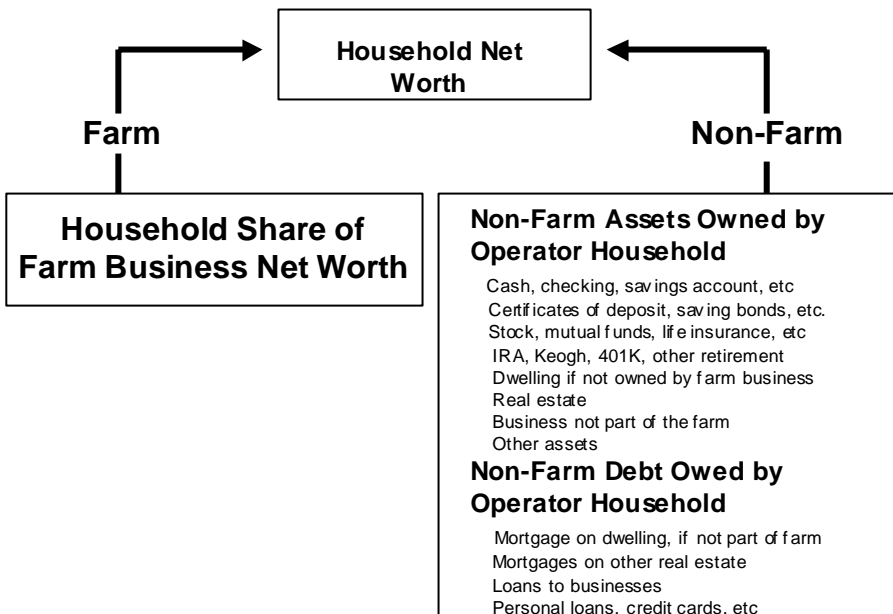 Household Net
Worth
Farm
Non-Farm
Household Share of
Farm Business Net Worth
Non-Farm Assets Owned by
Operator Household
Cash, checking, savings account, etc
Certificates of deposit, saving bonds, etc.
Stock, mutual funds, life insurance, etc
IRA, Keogh, 401K, other retirement
Dwelling if not owned by farm business
Real estate
Business not part of the farm
Other assets
Non-Farm Debt Owed by
Operator Household
Mortgage on dwelling, if not part of farm
Mortgages on other real estate
Loans to businesses
Personal loans, credit cards, etc